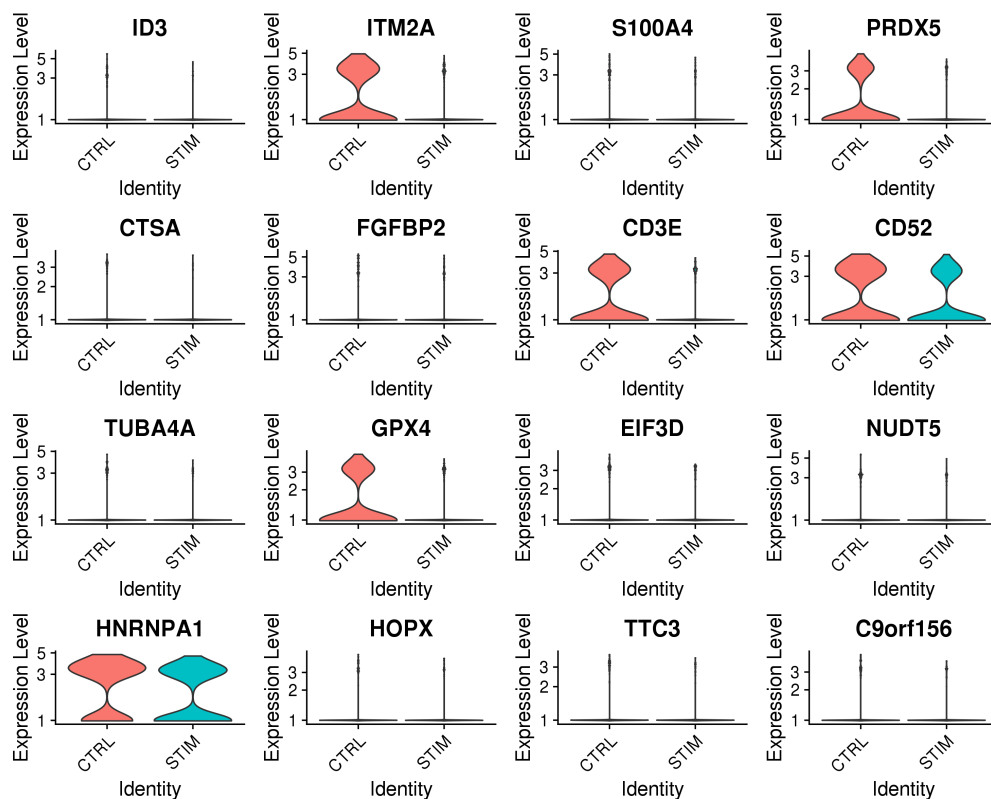 ID3 ITM2A S100A4 PRDX5
Expression Level 5 3 1 Expression Level 5 3 1 Expression Level 5 3 1 Expression Level 3 2 1
CTRL STIM CTRL STIM CTRL STIM CTRL STIM
Identity Identity Identity Identity
CTSA FGFBP2 CD3E CD52
Expression Level 3 2 1 Expression Level 5 3 1 Expression Level 5 3 1 Expression Level 5 3 1
CTRL STIM CTRL STIM CTRL STIM CTRL STIM
Identity Identity Identity Identity
TUBA4A GPX4 EIF3D NUDT5
Expression Level 5 3 1 Expression Level 3 2 1 Expression Level 3 2 1 Expression Level 5 3 1
CTRL STIM CTRL STIM CTRL STIM CTRL STIM
Identity Identity Identity Identity
HNRNPA1 HOPX TTC3 C9orf156
Expression Level 5 3 1 Expression Level 3 2 1 Expression Level 3 2 1 Expression Level 3 2 1
CTRL STIM CTRL STIM CTRL STIM CTRL STIM
Identity Identity Identity Identity